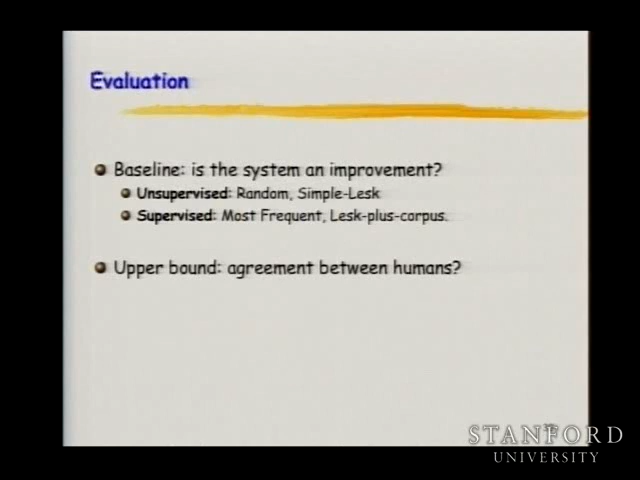 Evaluation
Baseline: is the system an improvement?
Unsupervised: Random, Simple-Lesk
Supervised: Most Frequent, Lesk-plus-corpus.
Upper bound: agreement between humans?
STANFORD
UNIVERSITY